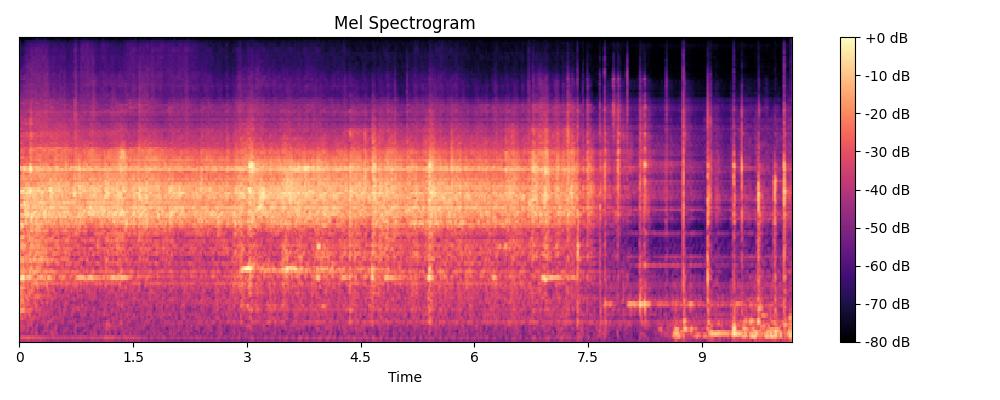 Mel Spectrogram
+0 dB
-10 dB
-20 dB
-30 dB
-40 dB
-50 dB
-60 dB
-70 dB
-80 dB
0 1.5 3 4.5 6 7.5 9
Time